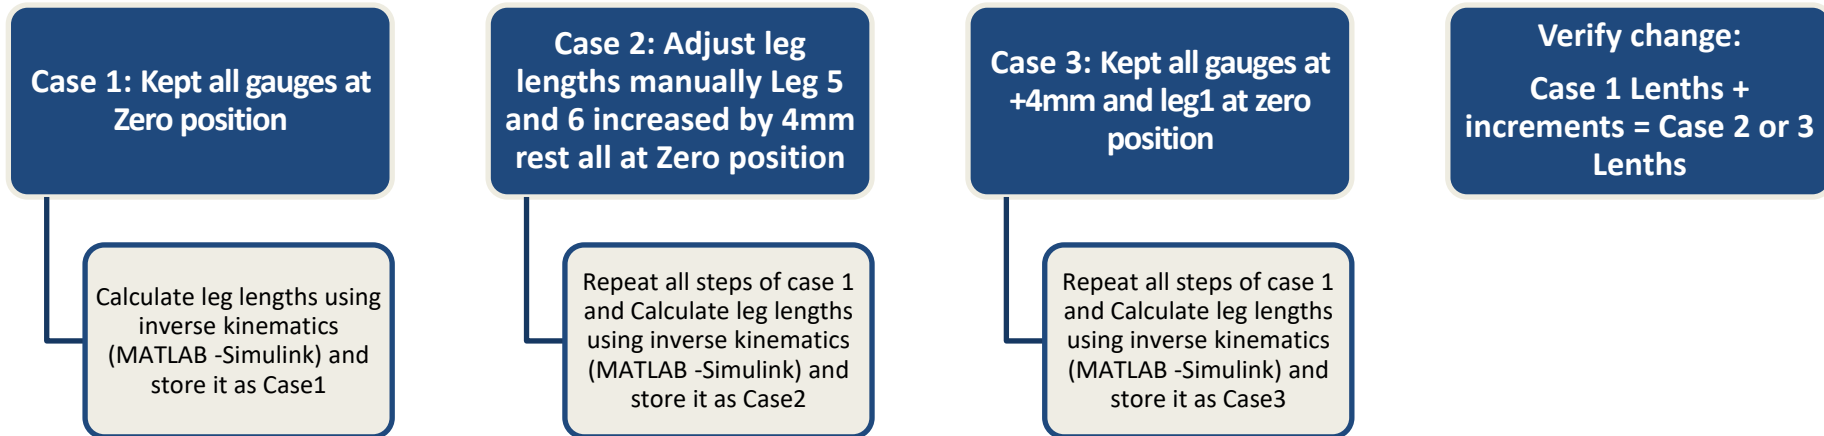 Case 1: Kept all gauges at
Zero position
Calculate leg lengths using
inverse kinematics
(MATLAB -Simulink) and
store it as Case1
Case 2: Adjust leg
lengths manually Leg 5
and 6 increased by 4mm
rest all at Zero position
Repeat all steps of case 1
and Calculate leg lengths
using inverse kinematics
(MATLAB -Simulink) and
store it as Case2
Case 3: Kept all gauges at
+4mm and leg1 at zero
position
Repeat all steps of case 1
and Calculate leg lengths
using inverse kinematics
(MATLAB -Simulink) and
store it as Case3
Verify change:
Case 1 Lenths +
increments = Case 2 or 3
Lenths